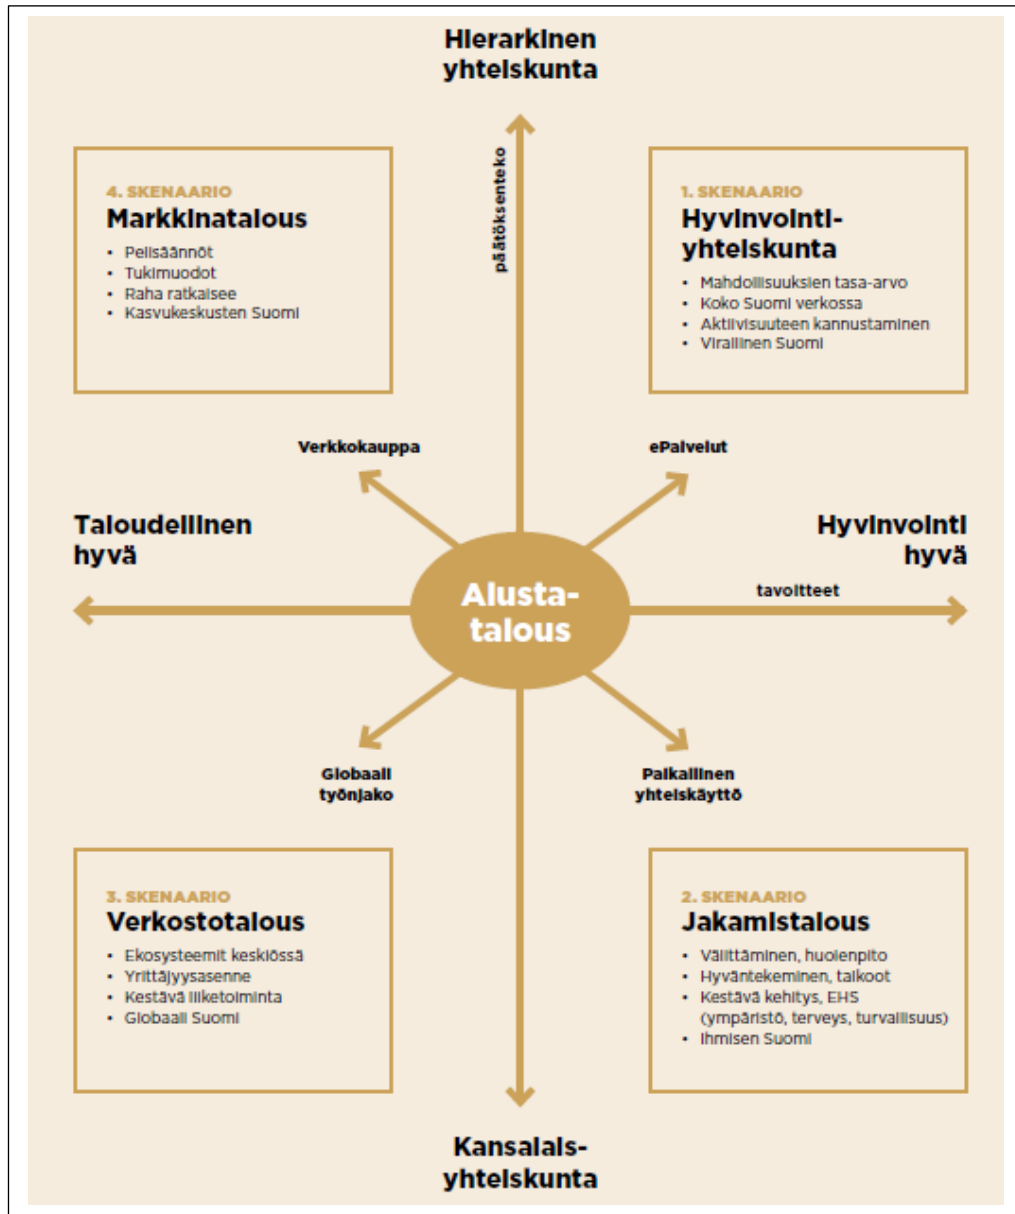 Hierarkinen
yhteiskunta
päätöksenteko
4. SKENAARIO
Markkinatalous
• Pelisäännöt
• Tukimuodot
• Raha ratkaisee
• Kasvukeskusten Suomi
1. SKENAARIO
Hyvinvointi-
yhteiskunta
• Mahdollisuuksien tasa-arvo
• Koko Suomi verkossa
• Aktiivisuuteen kannustaminen
• Virallinen Suomi
Verkkokauppa
ePalvelut
Taloudellinen
hyvä
Hyvinvointi
hyvä
Alusta-
talous
tavoitteet
Globaali
työnjako
Paikallinen
yhteiskäyttö
3. SKENAARIO
Verkostotalous
• Ekosysteemit keskiössä
• Yrittäjyysasenne
• Kestävä liiketoiminta
• Globaali Suomi
2. SKENAARIO
Jakamistalous
• Välittäminen, huolenpito
• Hyväntekeminen, talkoot
• Kestävä kehitys, EHS
(ympäristö, terveys, turvallisuus)
• Ihmisen Suomi
Kansalais-
yhteiskunta